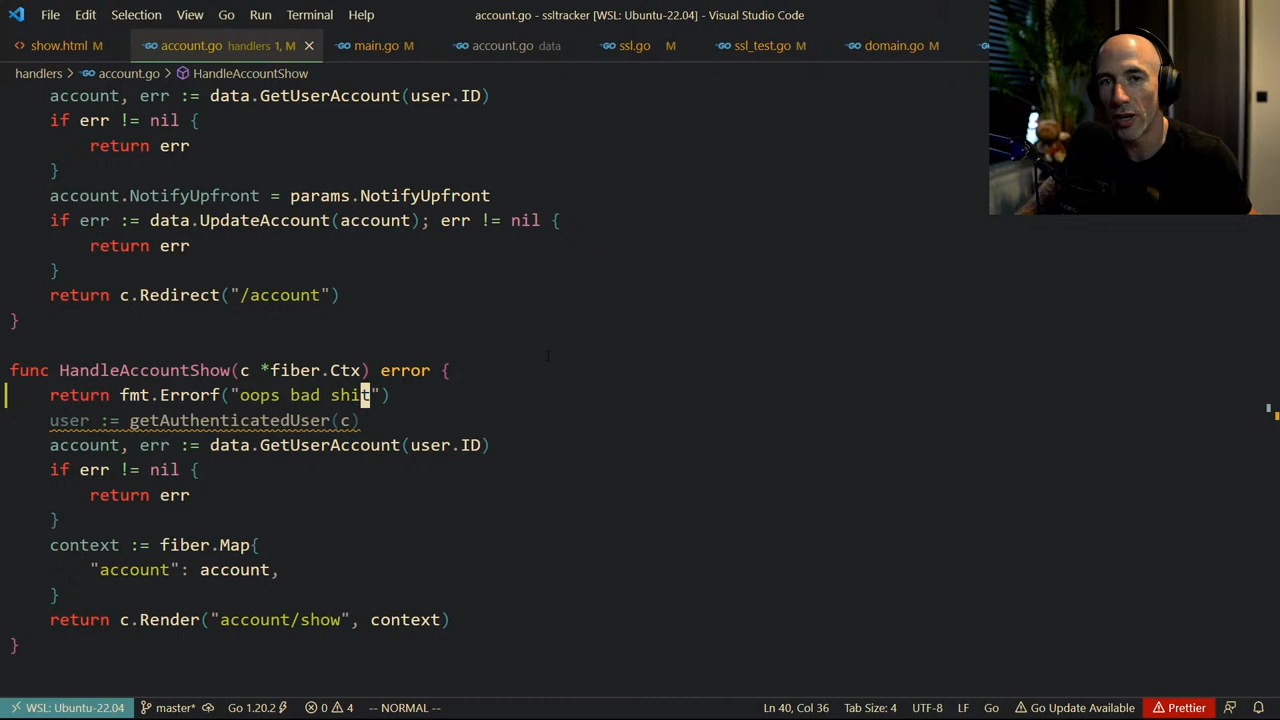 File Edit Selection View Go Run Terminal Help account.go - ssltracker [WSL: Ubuntu-22.04] - Visual Studio Code
show.html M account.go handlers 1, M main.go M account.go data ssl.go M ssl_test.go M domain.go M
handlers > account.go > HandleAccountShow
account, err := data.GetUserAccount(user.ID)
if err != nil {
return err
}
account.NotifyUpfront = params.NotifyUpfront
if err := data.UpdateAccount(account); err != nil {
return err
}
return c.Redirect("/account")
}
func HandleAccountShow(c *fiber.Ctx) error {
return fmt.Errorf("oops bad shit")
user := getAuthenticatedUser(c)
account, err := data.GetUserAccount(user.ID)
if err != nil {
return err
}
context := fiber.Map{
"account": account,
}
return c.Render("account/show", context)
}
WSL: Ubuntu-22.04 master* Go 1.20.2 0 4 -- NORMAL -- Ln 40, Col 36 Tab Size: 4 UTF-8 LF Go Go Update Available Prettier